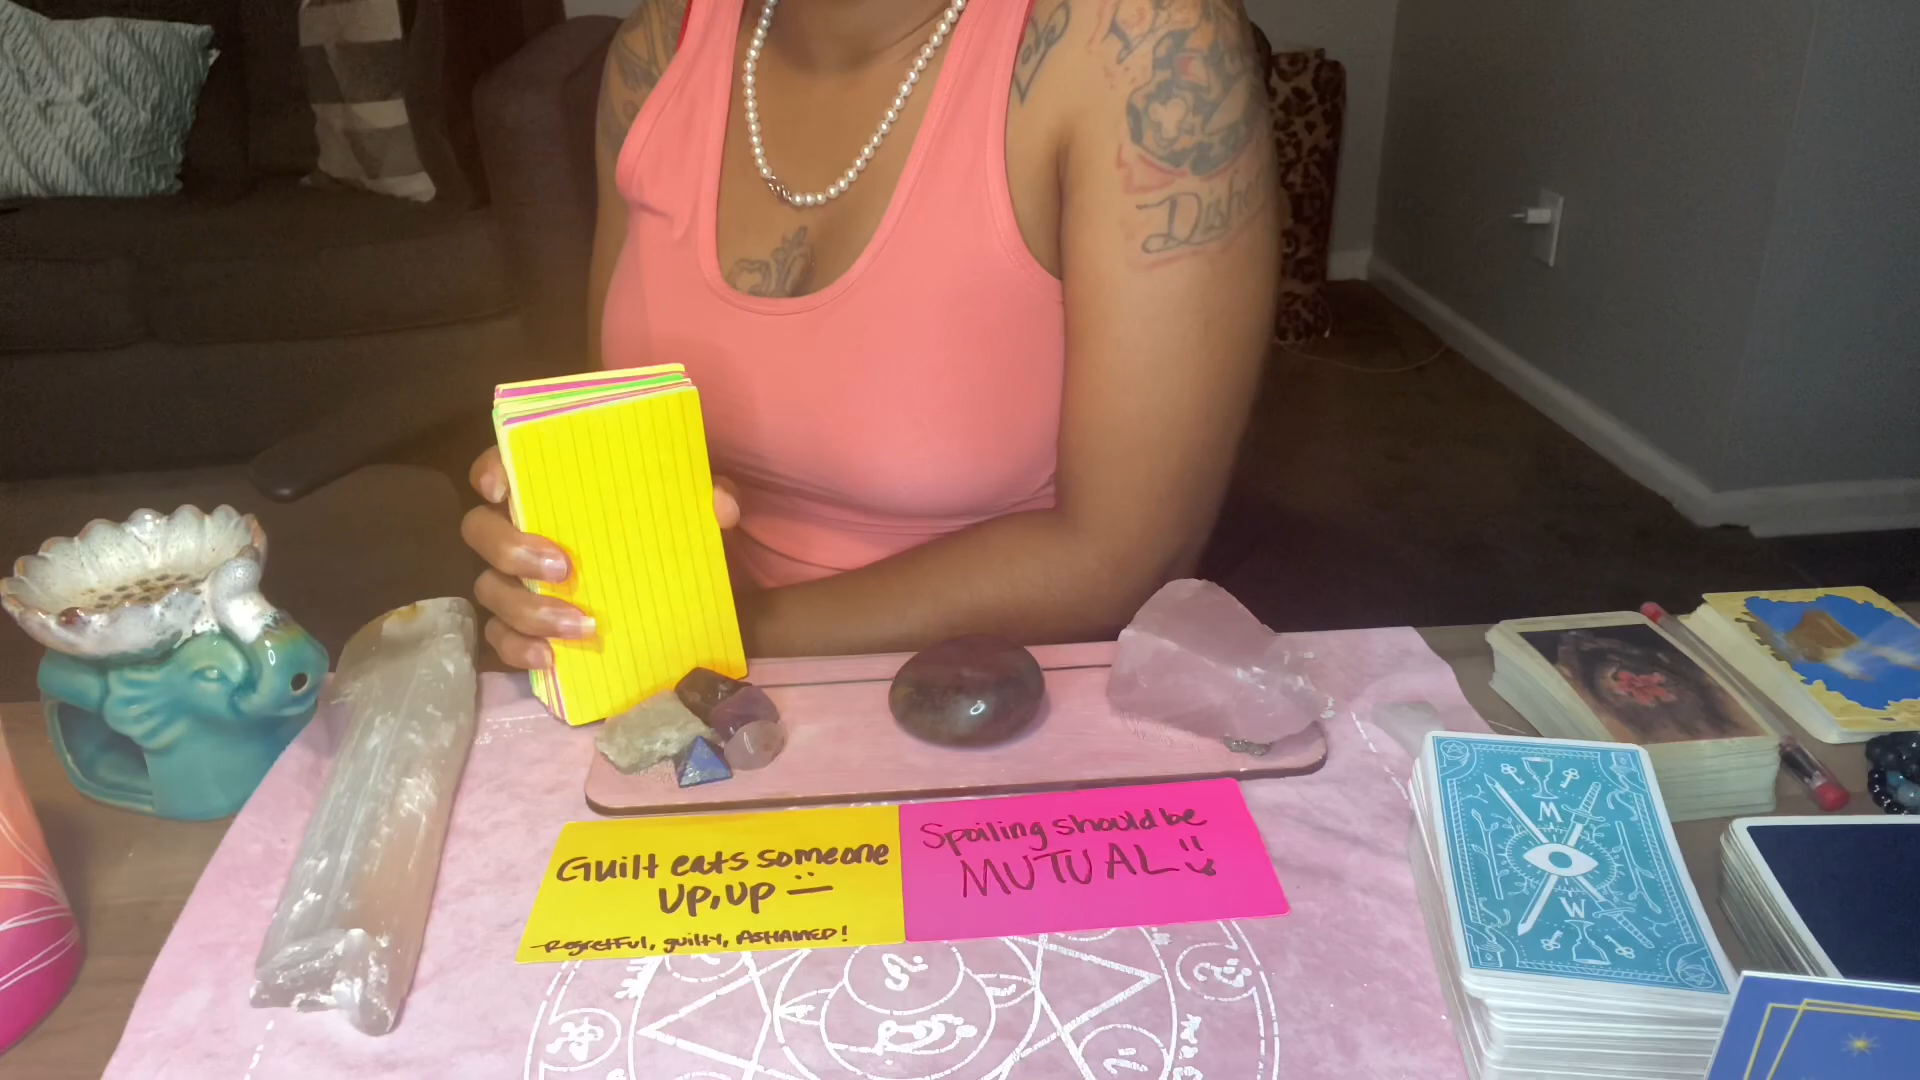 Guilt eats someone
UP, UP
-Regretful, guilty, ASHAMED!
Spoiling should be
MUTUAL
M
W